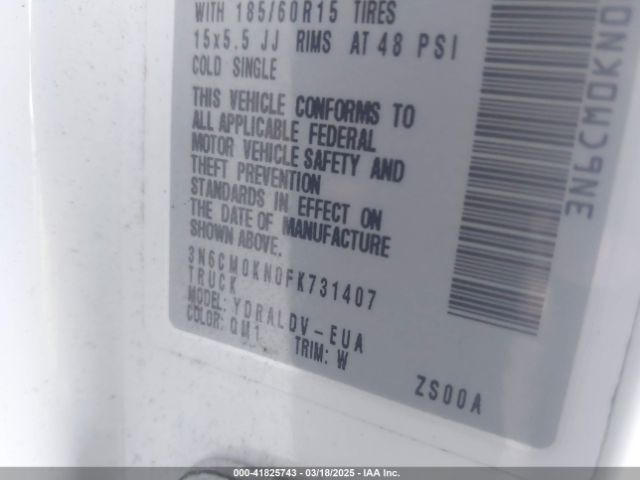 WITH 185/60R15 TIRES
15x5.5 JJ RIMS AT 48 PSI
COLD SINGLE
THIS VEHICLE CONFORMS TO
ALL APPLICABLE FEDERAL
MOTOR VEHICLE SAFETY AND
THEFT PREVENTION
STANDARDS IN EFFECT ON
THE DATE OF MANUFACTURE
SHOWN ABOVE.
3N6CM0KN0FK731407
TRUCK
MODEL: YDRALDV-EUA
COLOR: QM1 TRIM: W
ZS00A
3N6CM0KN0
000-41825743 - 03/18/2025 - IAA Inc.